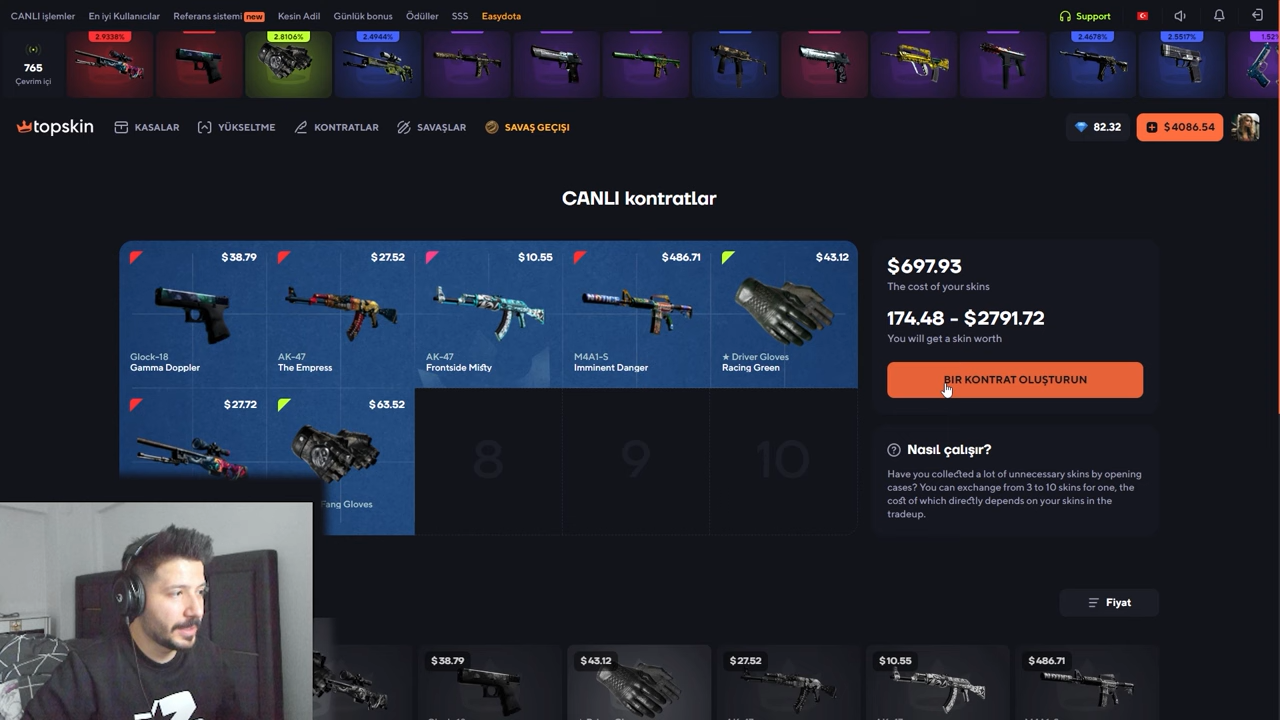 CANLI işlemler En iyi Kullanıcılar Referans sistemi new Kesin Adil Günlük bonus Ödüller SSS Easydota Support
765
Çevrim içi
2.9338% 2.8106% 2.4944% 2.4678% 2.5517%
topskin KASALAR YÜKSELTME KONTRATLAR SAVAŞLAR SAVAŞ GEÇİŞİ 82.32 $4086.54
CANLI kontratlar
$38.79 $27.52 $10.55 $486.71 $43.12
Glock-18 AK-47 AK-47 M4A1-S ★ Driver Gloves
Gamma Doppler The Empress Frontside Misty Imminent Danger Racing Green
$27.72 $63.52
8 9 10
Fang Gloves
$697.93
The cost of your skins
174.48 - $2791.72
You will get a skin worth
BIR KONTRAT OLUŞTURUN
Nasıl çalışır?
Have you collected a lot of unnecessary skins by opening
cases? You can exchange from 3 to 10 skins for one, the
cost of which directly depends on your skins in the
tradeup.
Fiyat
$38.79 $43.12 $27.52 $10.55 $486.71